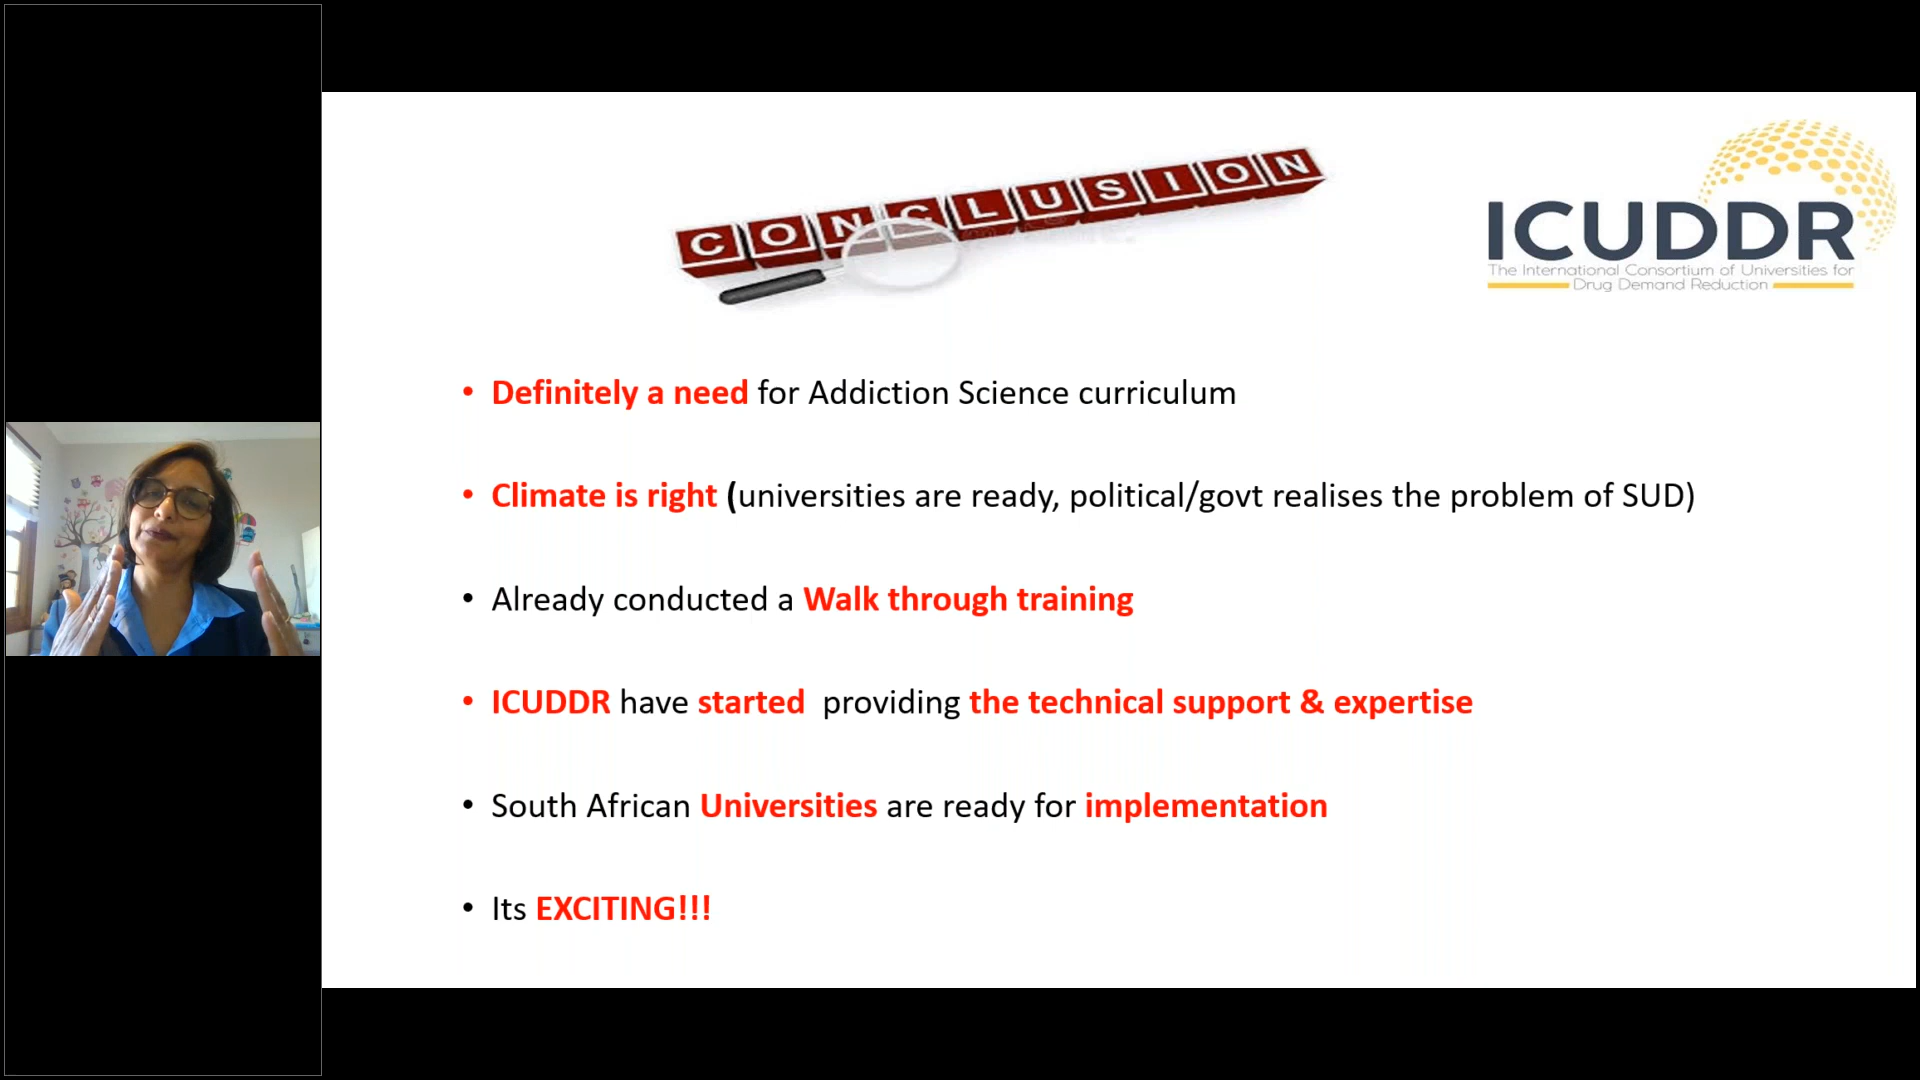 CONCLUSION
ICUDDR
The International Consortium of Universities for
Drug Demand Reduction
• Definitely a need for Addiction Science curriculum
• Climate is right (universities are ready, political/govt realises the problem of SUD)
• Already conducted a Walk through training
• ICUDDR have started  providing the technical support & expertise
• South African Universities are ready for implementation
• Its EXCITING!!!